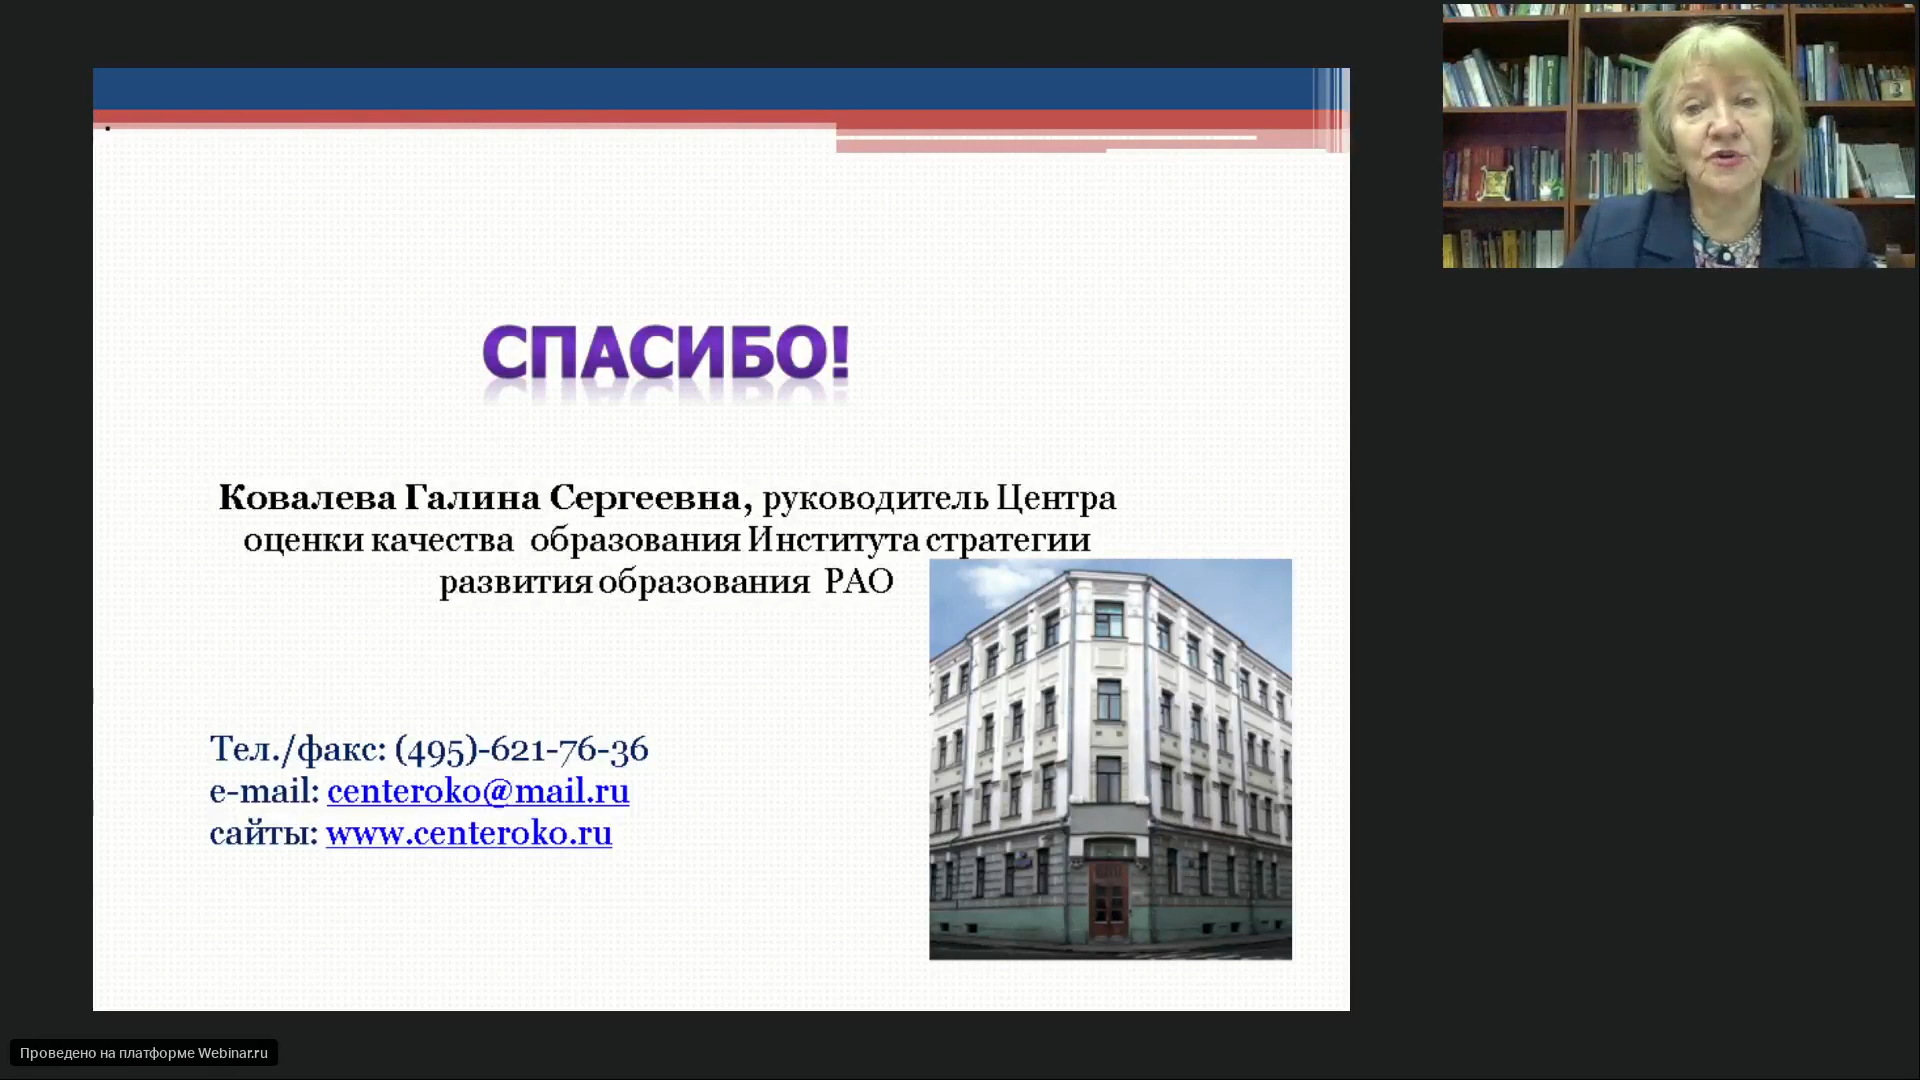 СПАСИБО!
Ковалева Галина Сергеевна, руководитель Центра
оценки качества образования Института стратегии
развития образования РАО
Тел./факс: (495)-621-76-36
e-mail: centeroko@mail.ru
сайты: www.centeroko.ru
Проведено на платформе Webinar.ru